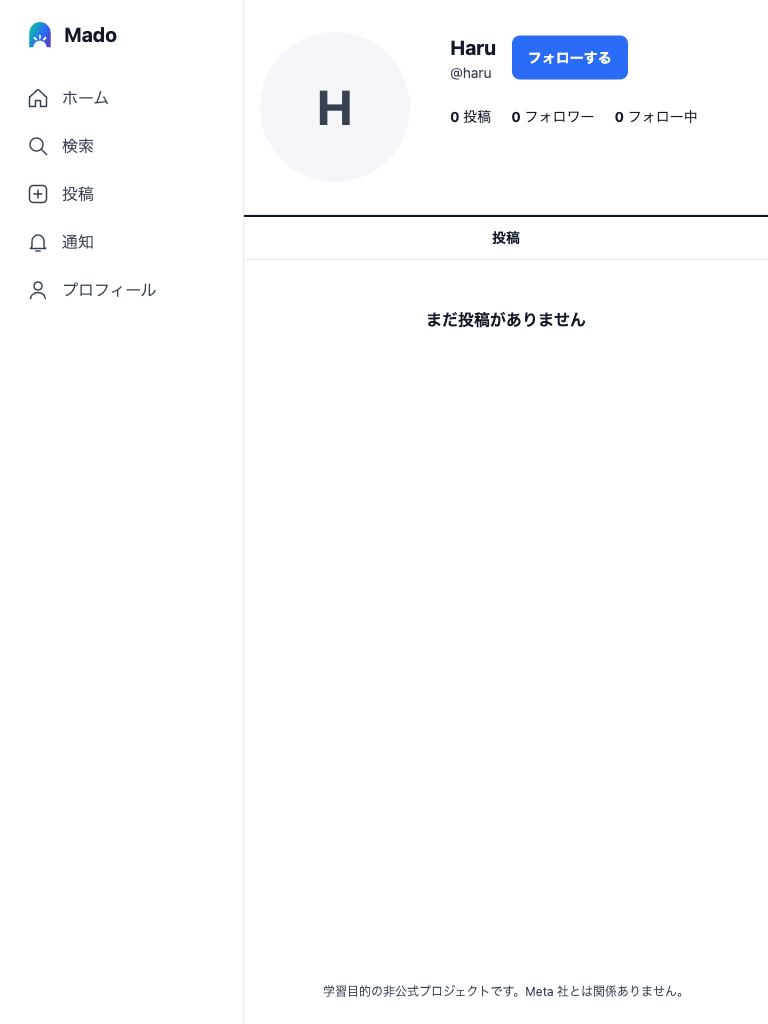 Mado
ホーム
検索
投稿
通知
プロフィール
H
Haru
@haru
フォローする
0 投稿 0 フォロワー 0 フォロー中
投稿
まだ投稿がありません
学習目的の非公式プロジェクトです。Meta 社とは関係ありません。